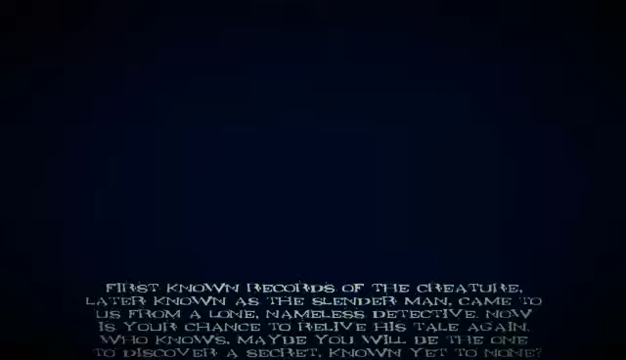 FIRST KNOWN RECORDS OF THE CREATURE,
LATER KNOWN AS THE SLENDER MAN, CAME TO
US FROM A LONE, NAMELESS DETECTIVE. NOW
IS YOUR CHANCE TO RELIVE HIS TALE AGAIN.
WHO KNOWS, MAYBE YOU WILL BE THE ONE
TO DISCOVER A SECRET, KNOWN YET TO NONE?